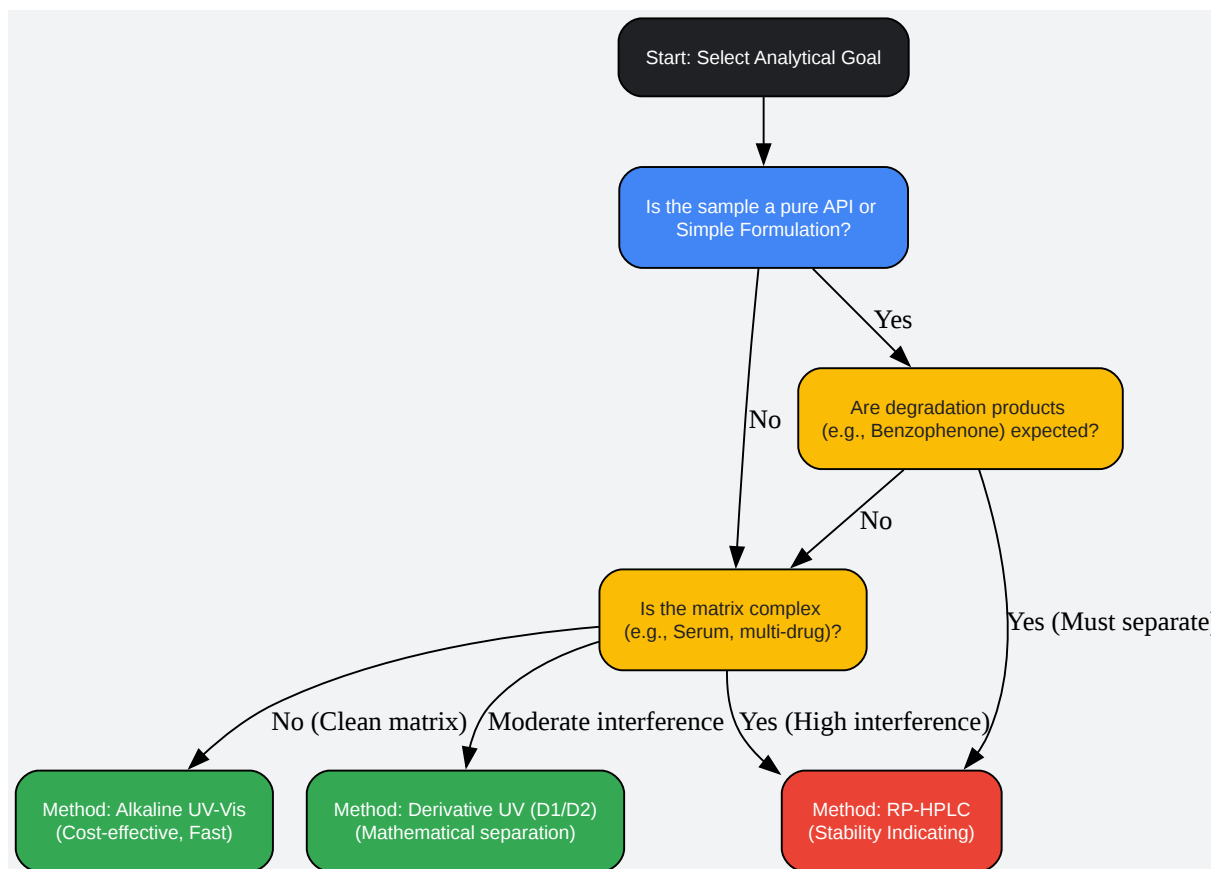 Start: Select Analytical Goal
Is the sample a pure API or
Simple Formulation?
Yes
Are degradation products
(e.g., Benzophenone) expected?
No
No
Is the matrix complex
(e.g., Serum, multi-drug)?
Yes (Must separate)
No (Clean matrix)
Moderate interference
Yes (High interference)
Method: Alkaline UV-Vis
(Cost-effective, Fast)
Method: Derivative UV (D1/D2)
(Mathematical separation)
Method: RP-HPLC
(Stability Indicating)